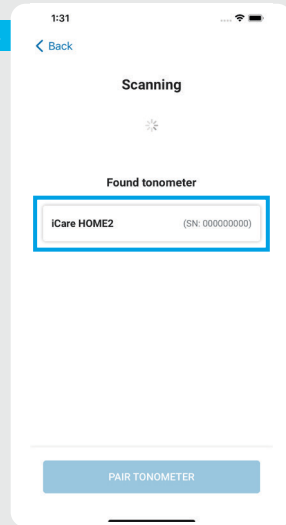 1:31
Back
Scanning
Found tonometer
iCare HOME2 (SN: 000000000)
PAIR TONOMETER